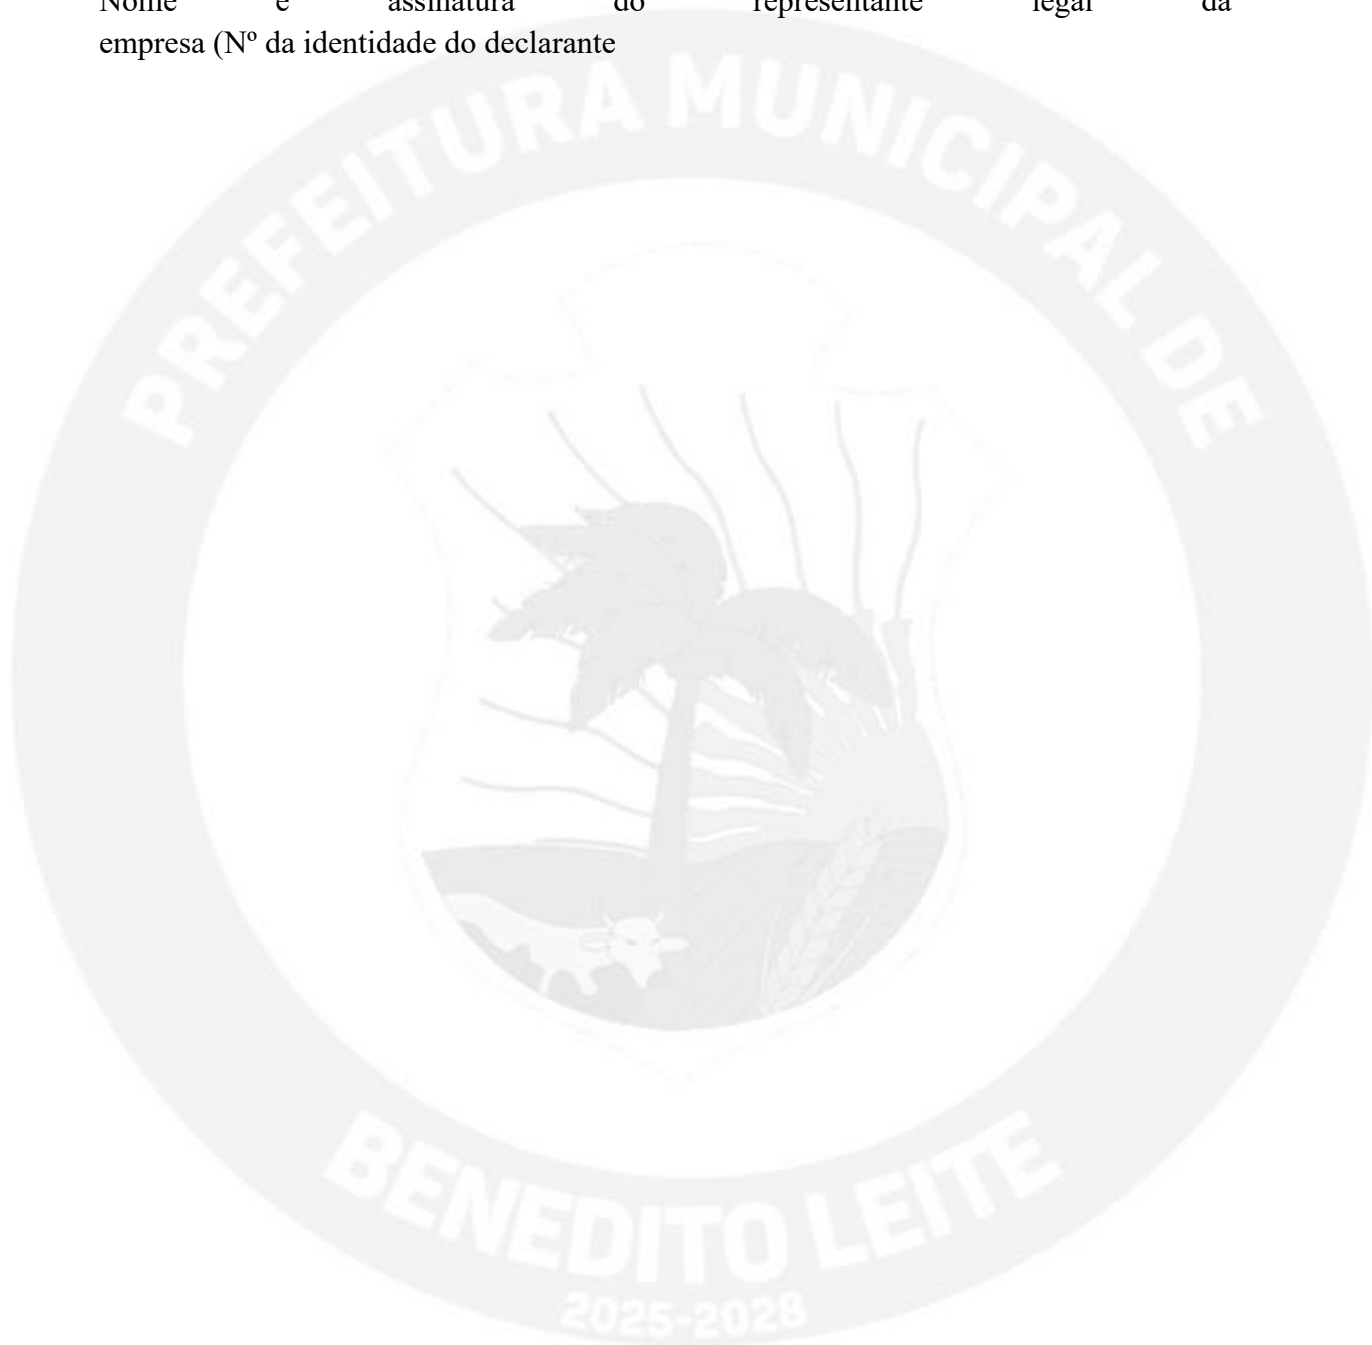 Nome e assinatura do representante legal da
empresa (Nº da identidade do declarante
PREFEITURA MUNICIPAL DE
BENEDITO LEITE
2025-2028